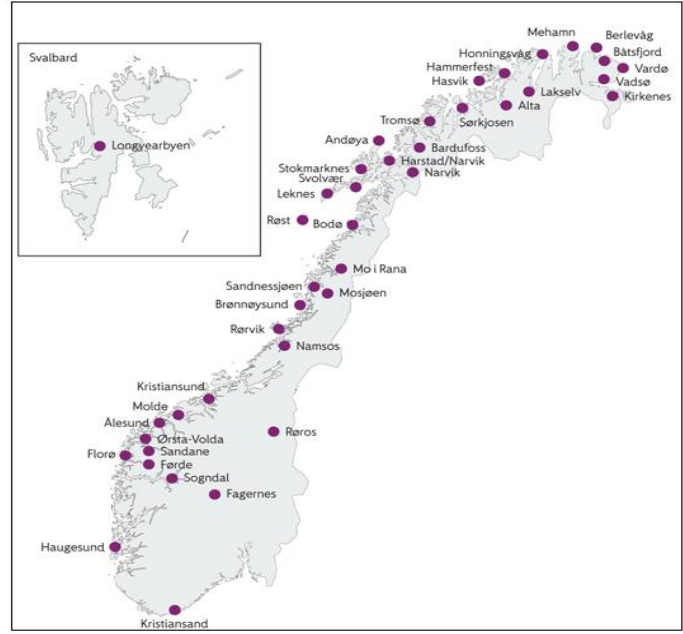 Svalbard
Longyearbyen
Mehamn
Berlevåg
Honningsvåg
Båtsfjord
Hammerfest
Vardø
Hasvik
Vadsø
Lakselv
Kirkenes
Alta
Tromsø
Sørkjosen
Andøya
Bardufoss
Harstad/Narvik
Stokmarknes
Narvik
Svolvær
Leknes
Røst
Bodø
Mo i Rana
Sandnessjøen
Mosjøen
Brønnøysund
Rørvik
Namsos
Kristiansund
Molde
Ålesund
Røros
Ørsta-Volda
Sandane
Florø
Førde
Sogndal
Fagernes
Haugesund
Kristiansand